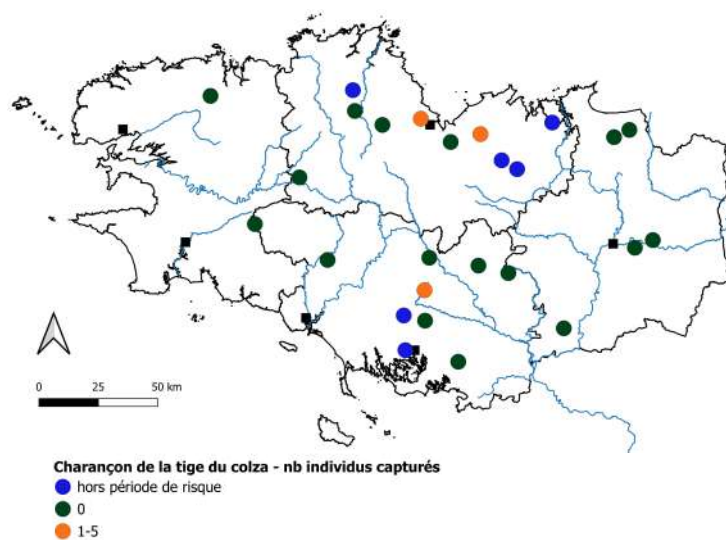 0 25 50 km
Charançon de la tige du colza - nb individus capturés
hors période de risque
0
1-5